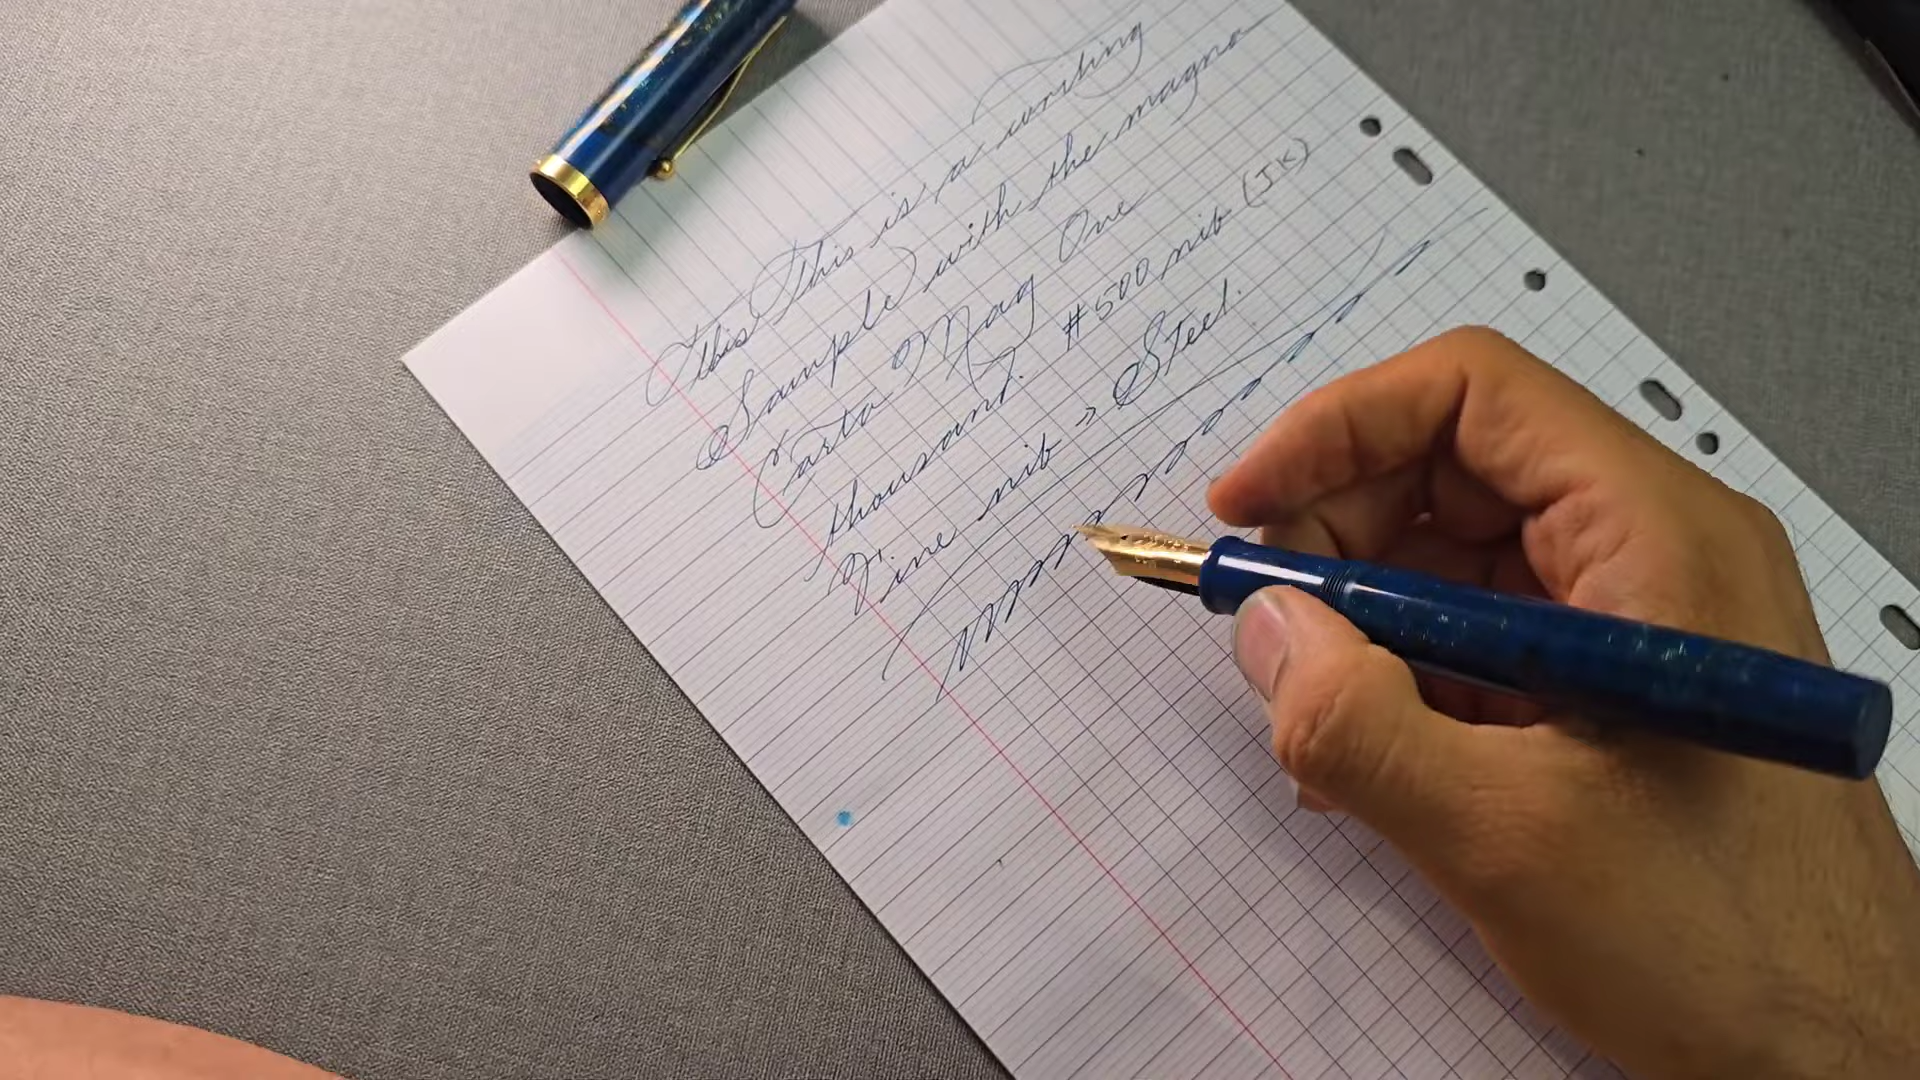 This This is a writing
Sample with the magna
Carta Mag One
thousand. #500 nib (JK)
Fine nib » Steel.